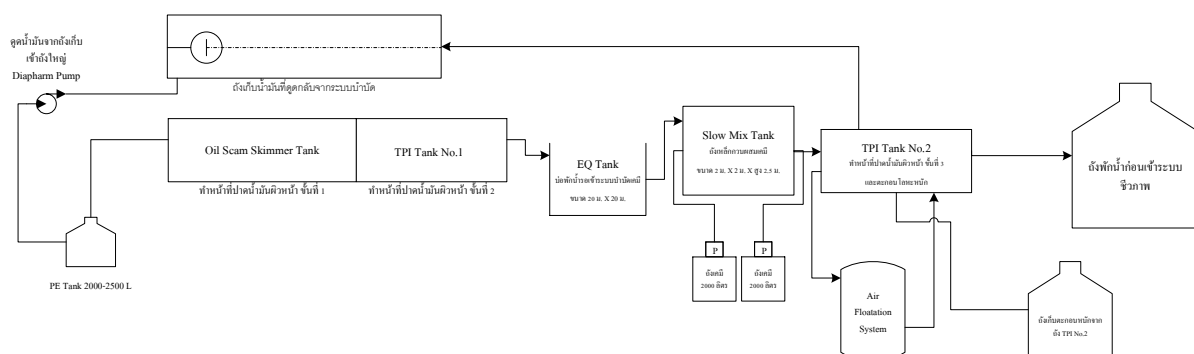 ดูดน้ำมันจากถังเก็บ
เข้าถังใหญ่
Diapharm Pump
ถังเก็บน้ำมันที่ดูดกลับจากระบบบำบัด
Oil Scam Skimmer Tank
ทำหน้าที่ปาดน้ำมันผิวหน้า ขั้นที่ 1
TPI Tank No.1
ทำหน้าที่ปาดน้ำมันผิวหน้า ขั้นที่ 2
PE Tank 2000-2500 L
EQ Tank
บ่อพักน้ำรอเข้าระบบบำบัดเคมี
ขนาด 20 ม. X 20 ม.
Slow Mix Tank
ถังเหล็กกวนผสมเคมี
ขนาด 2 ม. X 2 ม. X สูง 2.5 ม.
P
ถังเคมี
2000 ลิตร
P
ถังเคมี
2000 ลิตร
TPI Tank No.2
ทำหน้าที่ปาดน้ำมันผิวหน้า ขั้นที่ 3
และตะกอนโลหะหนัก
Air
Floatation
System
ถังเก็บตะกอนหนักจาก
ถัง TPI No.2
ถังพักน้ำก่อนเข้าระบบ
ชีวภาพ